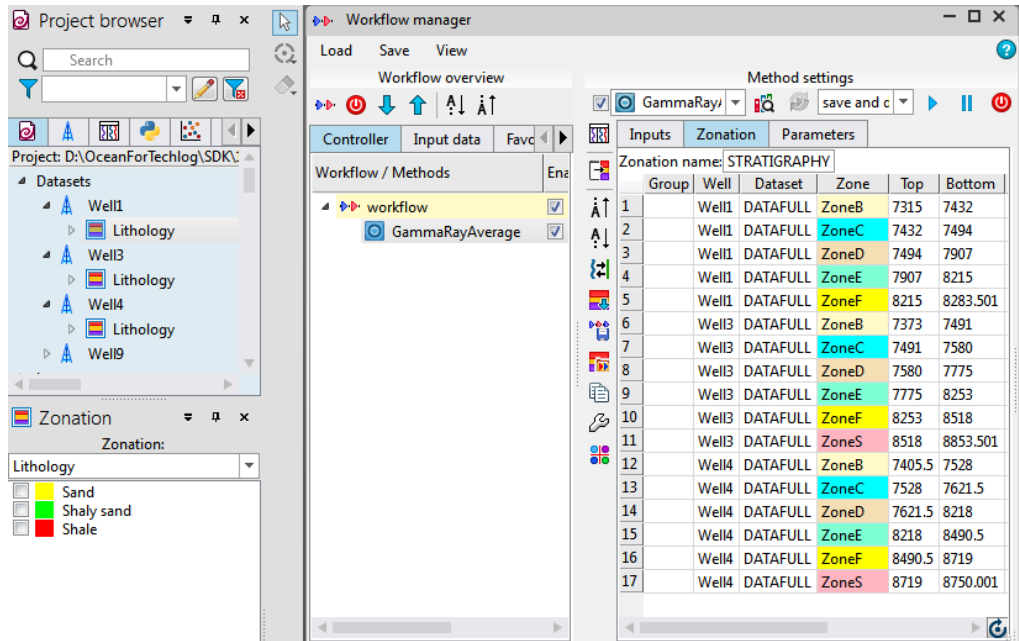 Project browser
Search
Project: D:\OceanForTechlog\SDK\
Datasets
Well1
Lithology
Well3
Lithology
Well4
Lithology
Well9
Zonation
Zonation:
Lithology
Sand
Shaly sand
Shale
Workflow manager
Load Save View
Workflow overview
Controller Input data Favo
Workflow / Methods Ena
workflow
GammaRayAverage
Method settings
GammaRay save and c
Inputs Zonation Parameters
Zonation name: STRATIGRAPHY
Group Well Dataset Zone Top Bottom
1 Well1 DATAFULL ZoneB 7315 7432
2 Well1 DATAFULL ZoneC 7432 7494
3 Well1 DATAFULL ZoneD 7494 7907
4 Well1 DATAFULL ZoneE 7907 8215
5 Well1 DATAFULL ZoneF 8215 8283.501
6 Well3 DATAFULL ZoneB 7373 7491
7 Well3 DATAFULL ZoneC 7491 7580
8 Well3 DATAFULL ZoneD 7580 7775
9 Well3 DATAFULL ZoneE 7775 8253
10 Well3 DATAFULL ZoneF 8253 8518
11 Well3 DATAFULL ZoneS 8518 8853.501
12 Well4 DATAFULL ZoneB 7405.5 7528
13 Well4 DATAFULL ZoneC 7528 7621.5
14 Well4 DATAFULL ZoneD 7621.5 8218
15 Well4 DATAFULL ZoneE 8218 8490.5
16 Well4 DATAFULL ZoneF 8490.5 8719
17 Well4 DATAFULL ZoneS 8719 8750.001